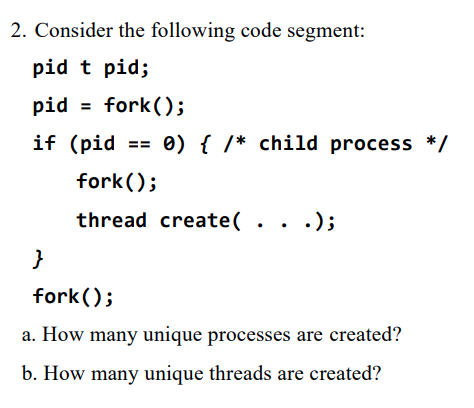 2. Consider the following code segment:
pid t pid;
pid = fork();
if (pid == 0) { /* child process */
fork();
thread create( . . .);
}
fork();
a. How many unique processes are created?
b. How many unique threads are created?